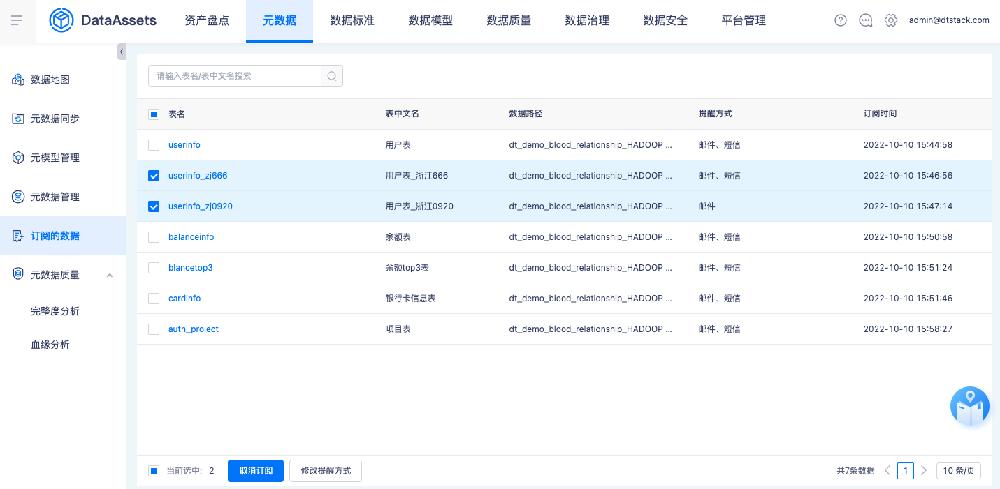 DataAssets 资产盘点 元数据 数据标准 数据模型 数据质量 数据治理 数据安全 平台管理 admin@dtstack.com
数据地图
元数据同步
元模型管理
元数据管理
订阅的数据
元数据质量
完整度分析
血缘分析
请输入表名/表中文名搜索
表名 表中文名 数据路径 提醒方式 订阅时间
userinfo 用户表 dt_demo_blood_relationship_HADOOP ... 邮件、短信 2022-10-10 15:44:58
userinfo_zj666 用户表_浙江666 dt_demo_blood_relationship_HADOOP ... 邮件、短信 2022-10-10 15:46:56
userinfo_zj0920 用户表_浙江0920 dt_demo_blood_relationship_HADOOP ... 邮件 2022-10-10 15:47:14
balanceinfo 余额表 dt_demo_blood_relationship_HADOOP ... 邮件、短信 2022-10-10 15:50:58
blancetop3 余额top3表 dt_demo_blood_relationship_HADOOP ... 邮件、短信 2022-10-10 15:51:24
cardinfo 银行卡信息表 dt_demo_blood_relationship_HADOOP ... 邮件、短信 2022-10-10 15:51:46
auth_project 项目表 dt_demo_blood_relationship_HADOOP ... 邮件、短信 2022-10-10 15:58:27
当前选中: 2 取消订阅 修改提醒方式 共7条数据 1 10 条/页